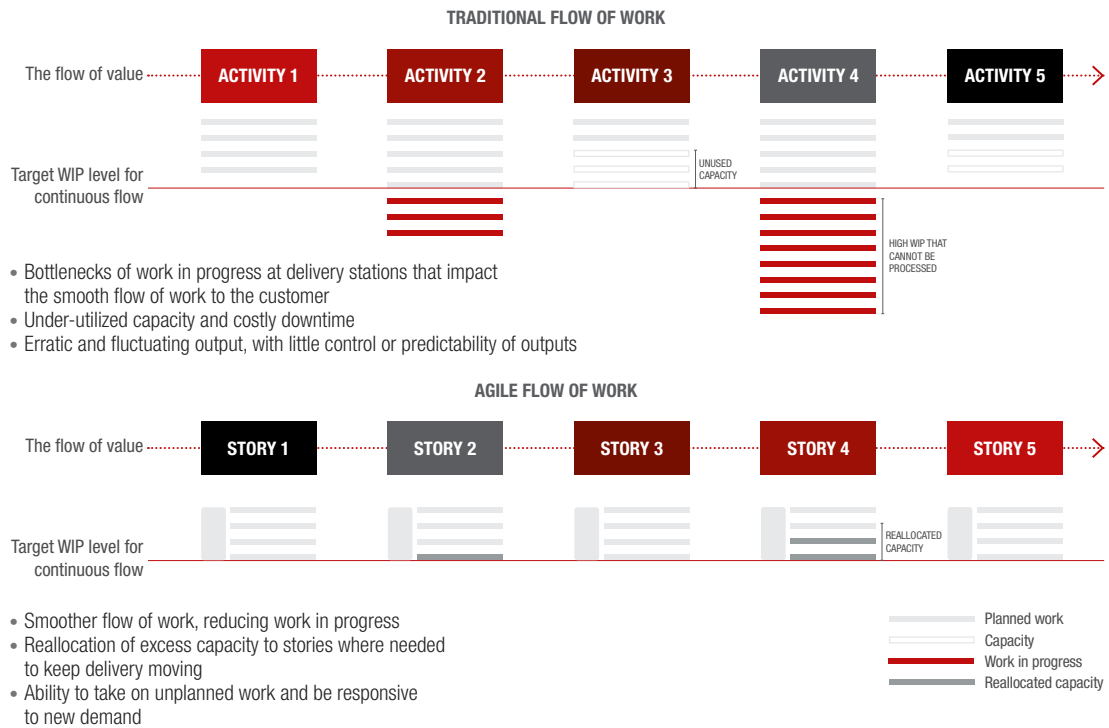 TRADITIONAL FLOW OF WORK
The flow of value
ACTIVITY 1
ACTIVITY 2
ACTIVITY 3
ACTIVITY 4
ACTIVITY 5
Target WIP level for
continuous flow
UNUSED
CAPACITY
HIGH WIP THAT
CANNOT BE
PROCESSED
• Bottlenecks of work in progress at delivery stations that impact
the smooth flow of work to the customer
• Under-utilized capacity and costly downtime
• Erratic and fluctuating output, with little control or predictability of outputs
AGILE FLOW OF WORK
The flow of value
STORY 1
STORY 2
STORY 3
STORY 4
STORY 5
Target WIP level for
continuous flow
REALLOCATED
CAPACITY
• Smoother flow of work, reducing work in progress
• Reallocation of excess capacity to stories where needed
to keep delivery moving
• Ability to take on unplanned work and be responsive
to new demand
Planned work
Capacity
Work in progress
Reallocated capacity